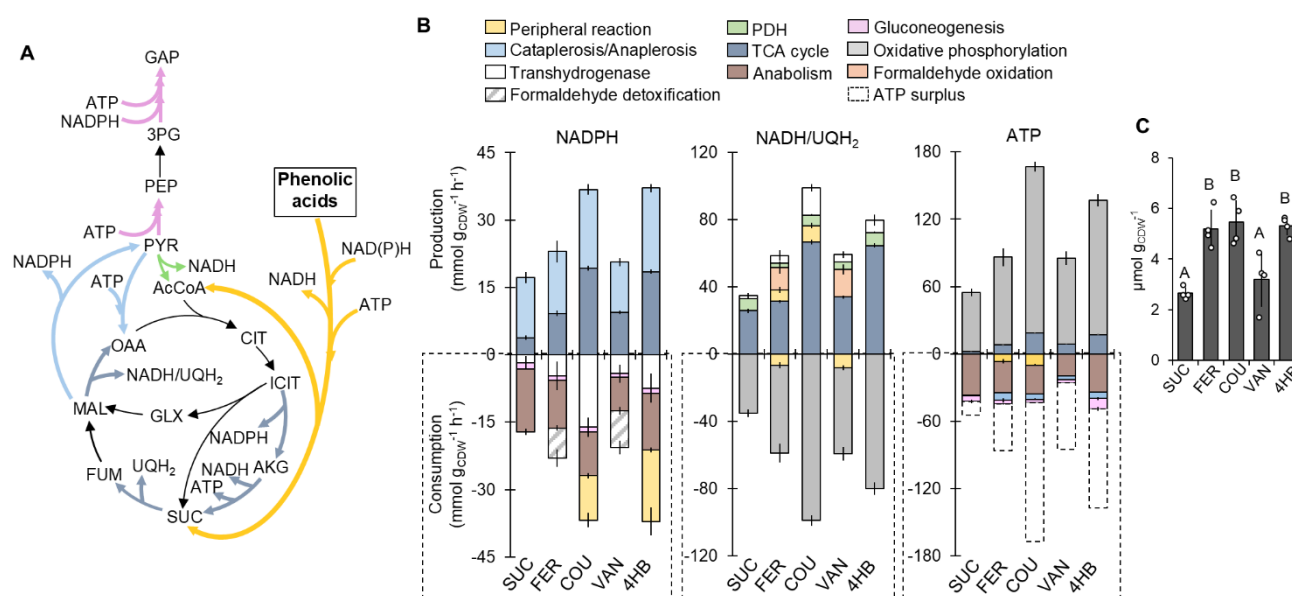 A
GAP
ATP
NADPH
3PG
PEP
ATP
PYR
NADPH
NADH
ATP
AcCoA
OAA
CIT
NADH/UQH₂
ICIT
MAL
GLX
NADPH
FUM
UQH₂
NADH
AKG
ATP
SUC
Phenolic
acids
NAD(P)H
NADH
ATP
B
Peripheral reaction
PDH
Gluconeogenesis
Cataplerosis/Anaplerosis
TCA cycle
Oxidative phosphorylation
Transhydrogenase
Anabolism
Formaldehyde oxidation
Formaldehyde detoxification
ATP surplus
NADPH
NADH/UQH₂
ATP
Production
(mmol g_CDW⁻¹ h⁻¹)
Consumption
(mmol g_CDW⁻¹ h⁻¹)
45
30
15
0
-15
-30
-45
SUC
FER
COU
VAN
4HB
120
80
40
0
-40
-80
-120
SUC
FER
COU
VAN
4HB
180
120
60
0
-60
-120
-180
SUC
FER
COU
VAN
4HB
C
μmol g_CDW⁻¹
8
6
4
2
0
A
B
B
A
B
SUC
FER
COU
VAN
4HB